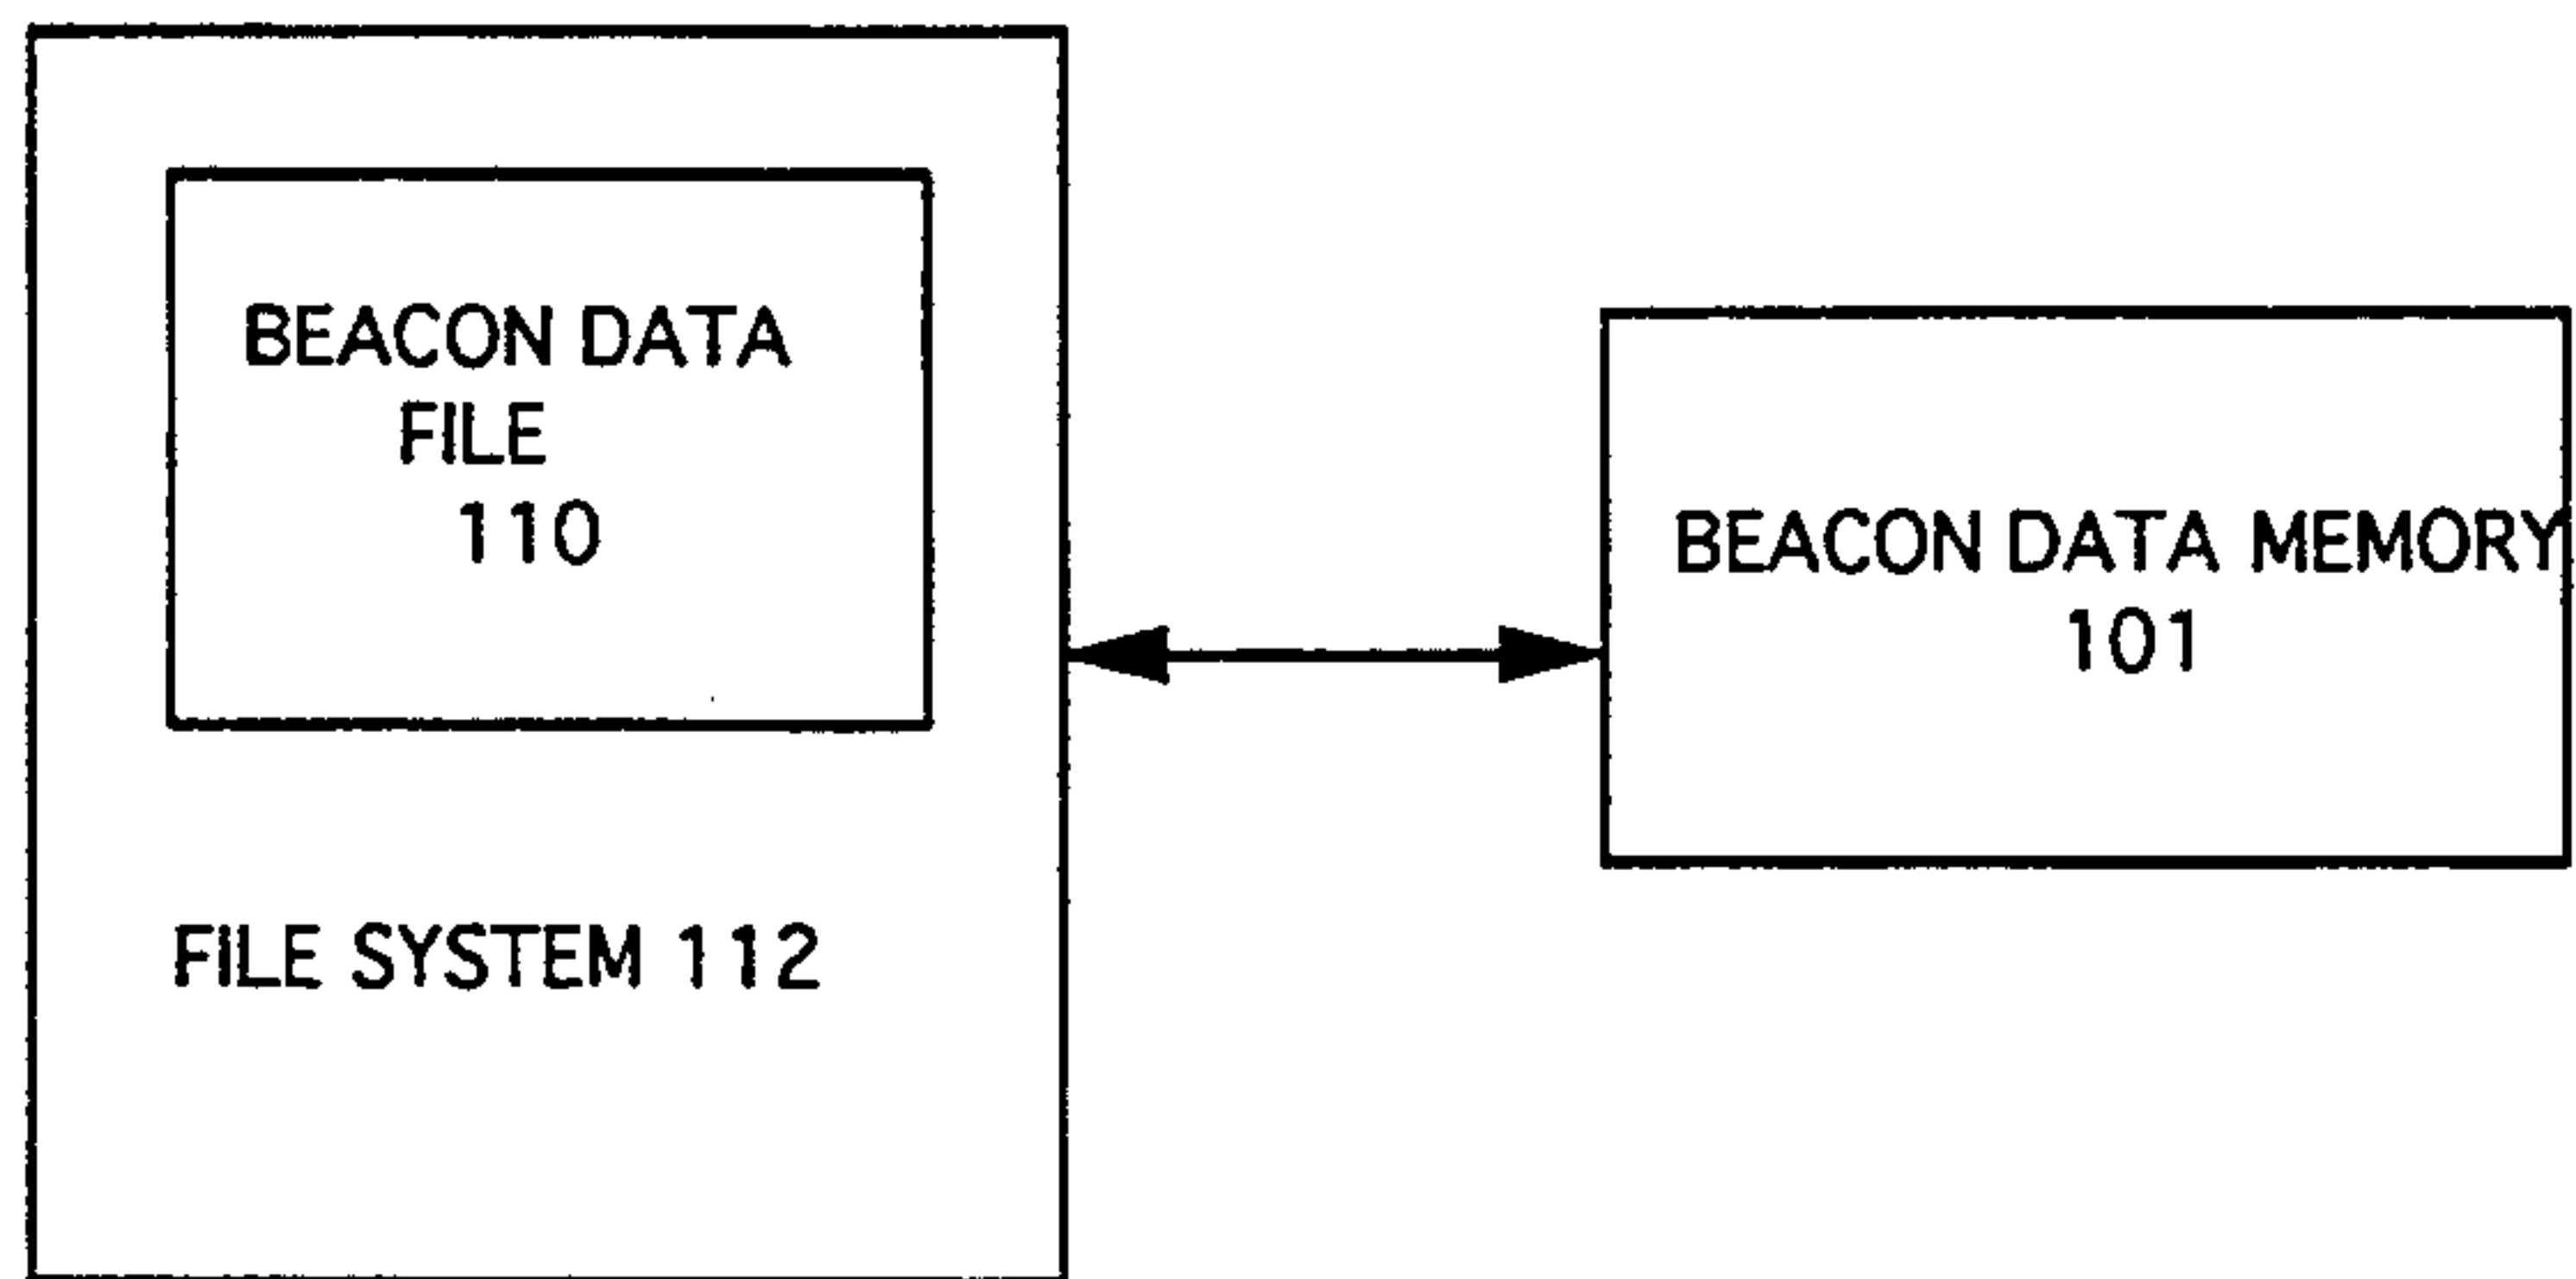 BEACON DATA
FILE
110
FILE SYSTEM 112
BEACON DATA MEMORY
101